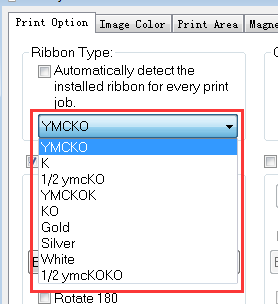 Print Option
Image Color
Print Area
Magne
Ribbon Type:
Automatically detect the
installed ribbon for every print
job.
YMCKO
YMCKO
K
1/2 ymcKO
YMCKOK
KO
Gold
Silver
White
1/2 ymcKOKO
Rotate 180